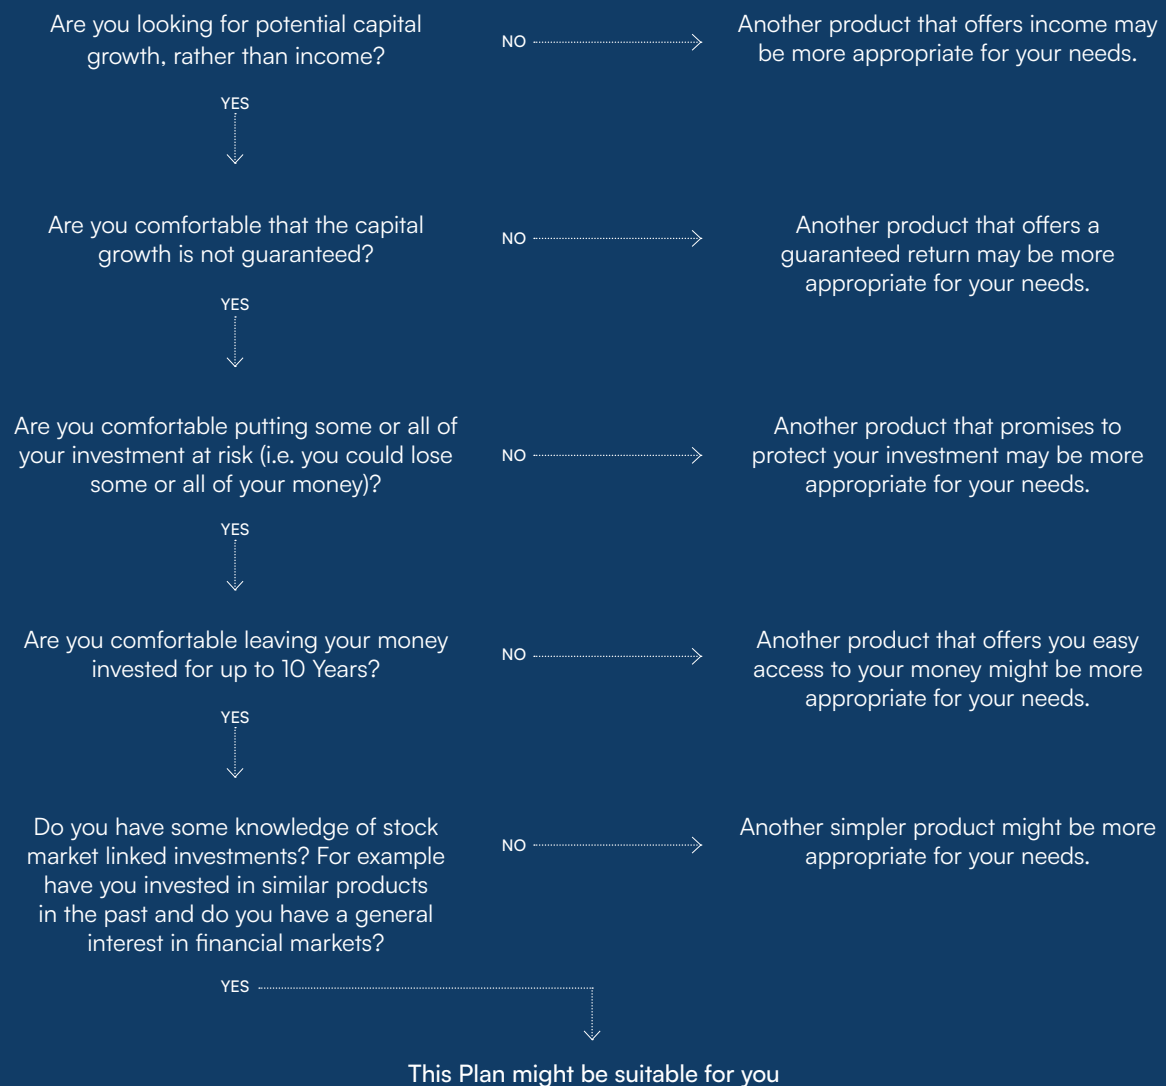 Are you looking for potential capital
growth, rather than income?
NO
Another product that offers income may
be more appropriate for your needs.
YES
Are you comfortable that the capital
growth is not guaranteed?
NO
Another product that offers a
guaranteed return may be more
appropriate for your needs.
YES
Are you comfortable putting some or all of
your investment at risk (i.e. you could lose
some or all of your money)?
NO
Another product that promises to
protect your investment may be more
appropriate for your needs.
YES
Are you comfortable leaving your money
invested for up to 10 Years?
NO
Another product that offers you easy
access to your money might be more
appropriate for your needs.
YES
Do you have some knowledge of stock
market linked investments? For example
have you invested in similar products
in the past and do you have a general
interest in financial markets?
NO
Another simpler product might be more
appropriate for your needs.
YES
This Plan might be suitable for you